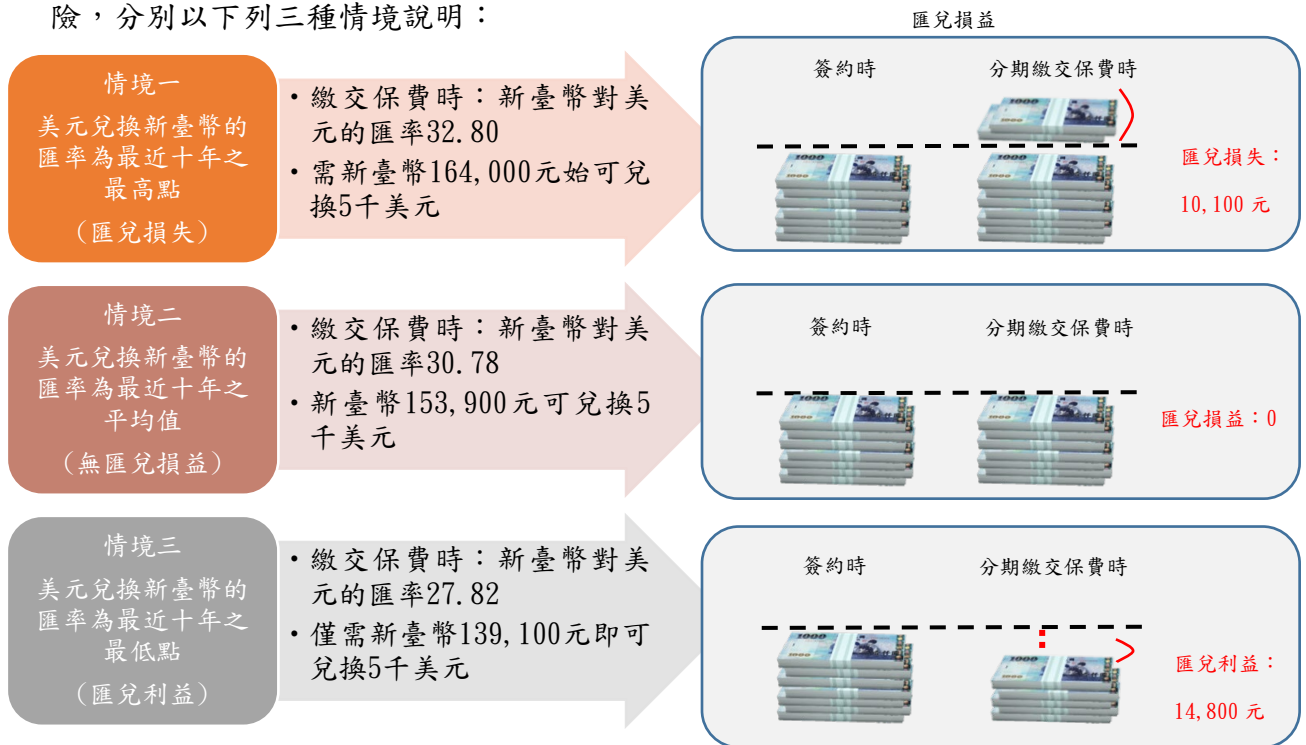 險，分別以下列三種情境說明：
匯兌損益
情境一
美元兌換新臺幣的
匯率為最近十年之
最高點
（匯兌損失）
•繳交保費時：新臺幣對美
元的匯率32.80
•需新臺幣164,000元始可兌
換5千美元
簽約時
分期繳交保費時
匯兌損失：
10,100 元
情境二
美元兌換新臺幣的
匯率為最近十年之
平均值
（無匯兌損益）
•繳交保費時：新臺幣對美
元的匯率30.78
•新臺幣153,900元可兌換5
千美元
簽約時
分期繳交保費時
匯兌損益：0
情境三
美元兌換新臺幣的
匯率為最近十年之
最低點
（匯兌利益）
•繳交保費時：新臺幣對美
元的匯率27.82
•僅需新臺幣139,100元即可
兌換5千美元
簽約時
分期繳交保費時
匯兌利益：
14,800 元